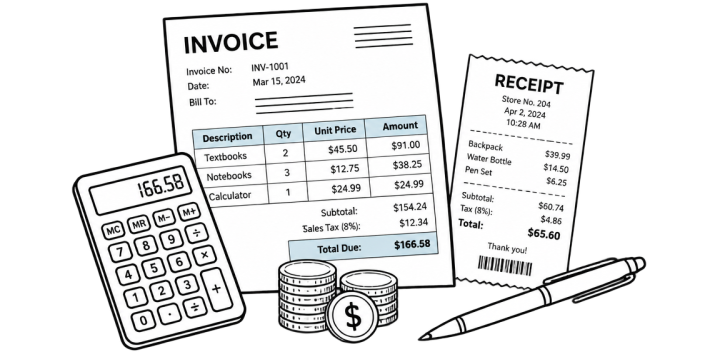 INVOICE
Invoice No: INV-1001
Date: Mar 15, 2024
Bill To:
Description Qty Unit Price Amount
Textbooks 2 $45.50 $91.00
Notebooks 3 $12.75 $38.25
Calculator 1 $24.99 $24.99
Subtotal: $154.24
Sales Tax (8%): $12.34
Total Due: $166.58
RECEIPT
Store No. 204
Apr 2, 2024
10:28 AM
Backpack $39.99
Water Bottle $14.50
Pen Set $6.25
Subtotal: $60.74
Tax (8%): $4.86
Total: $65.60
Thank you!
166.58
MC MR M- M+
7 8 9 ÷
4 5 6 ×
1 2 3 +
0 . ÷
$